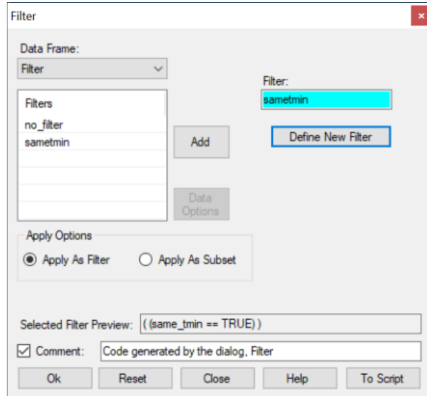 Filter
Data Frame:
Filter
Filter:
sametmin
Filters
no_filter
sametmin
Add
Define New Filter
Data
Options
Apply Options
Apply As Filter
Apply As Subset
Selected Filter Preview: ( (same_tmin == TRUE) )
Comment: Code generated by the dialog, Filter
Ok Reset Close Help To Script